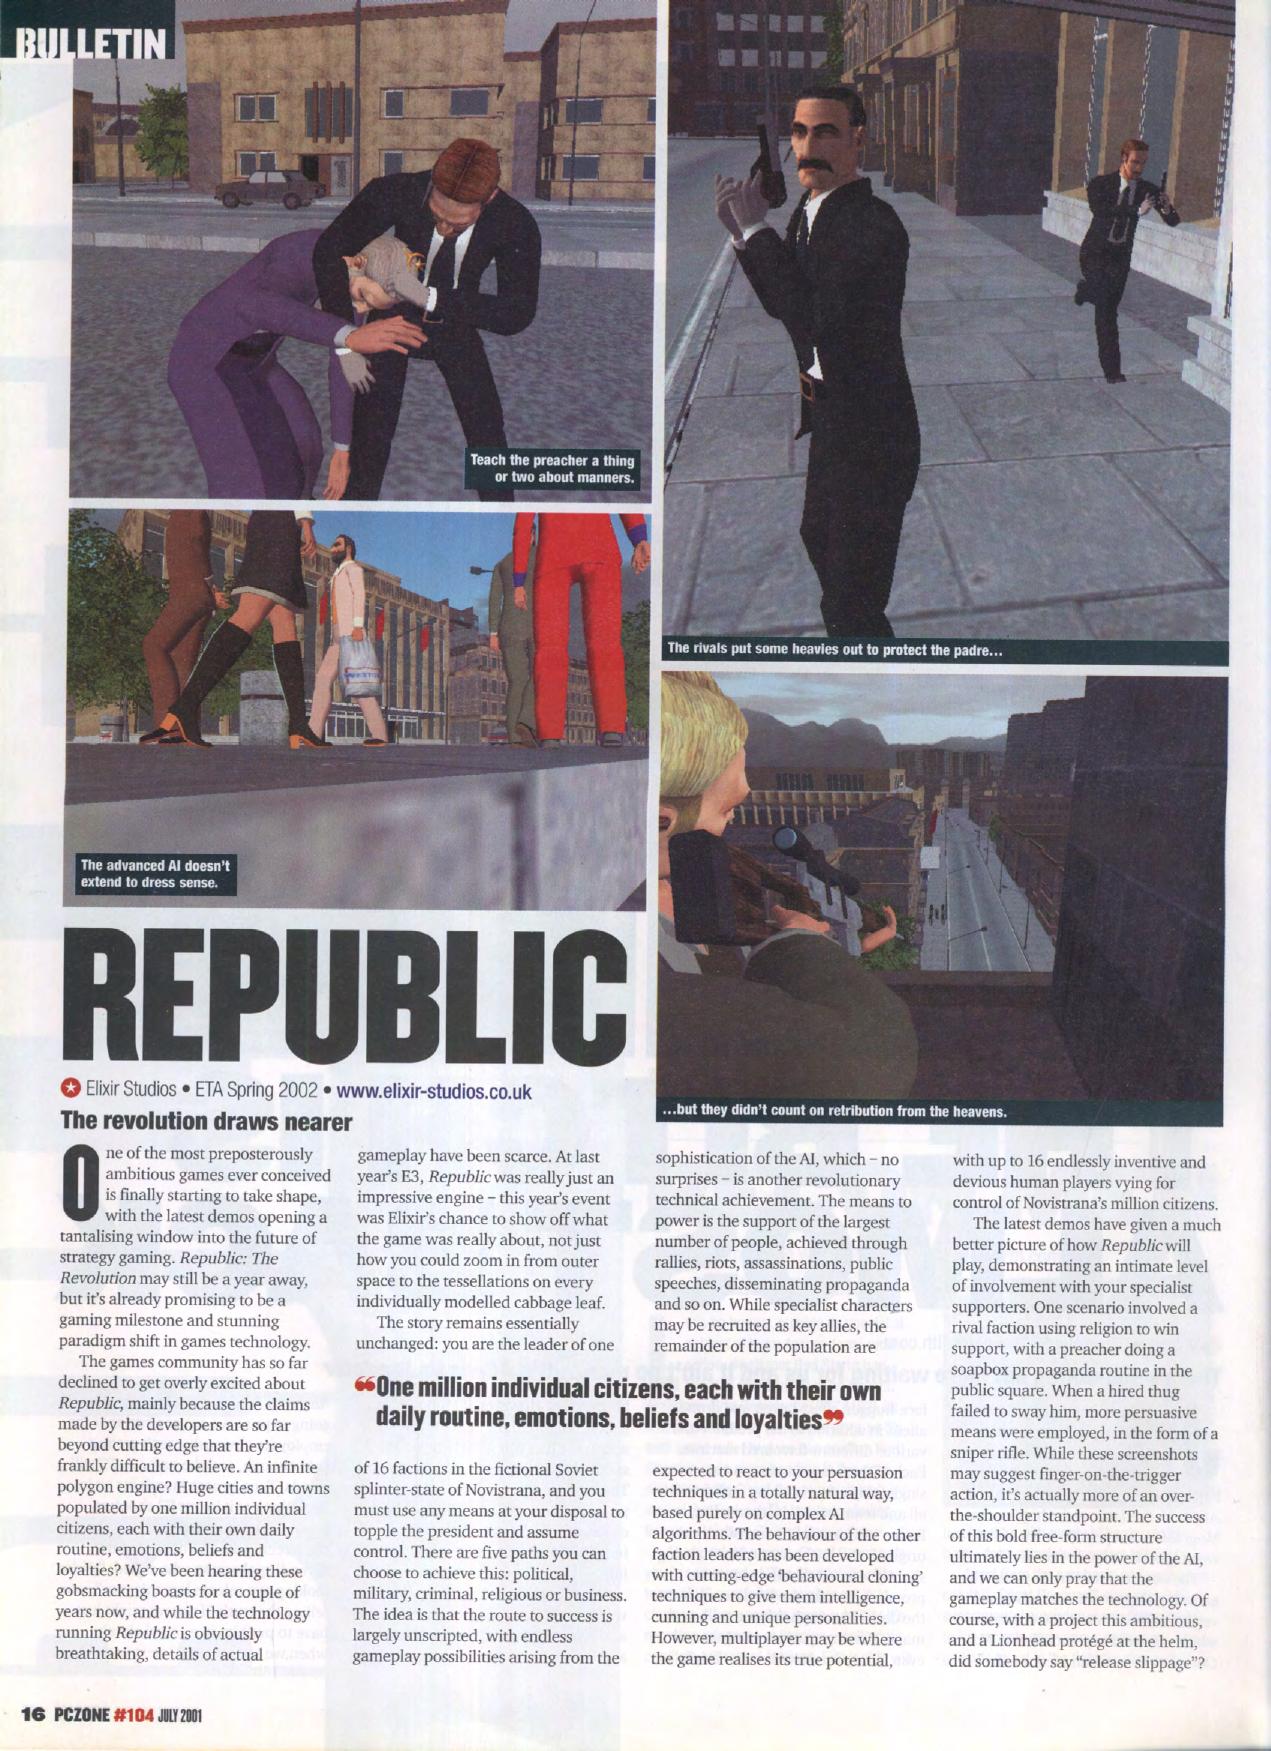 BULLETIN
Teach the preacher a thing
or two about manners.
The rivals put some heavies out to protect the padre...
The advanced AI doesn't
extend to dress sense.
...but they didn't count on retribution from the heavens.
REPUBLIC
Elixir Studios • ETA Spring 2002 • www.elixir-studios.co.uk
The revolution draws nearer
One of the most preposterously
ambitious games ever conceived
is finally starting to take shape,
with the latest demos opening a
tantalising window into the future of
strategy gaming. Republic: The
Revolution may still be a year away,
but it's already promising to be a
gaming milestone and stunning
paradigm shift in games technology.
The games community has so far
declined to get overly excited about
Republic, mainly because the claims
made by the developers are so far
beyond cutting edge that they're
frankly difficult to believe. An infinite
polygon engine? Huge cities and towns
populated by one million individual
citizens, each with their own daily
routine, emotions, beliefs and
loyalties? We've been hearing these
gobsmacking boasts for a couple of
years now, and while the technology
running Republic is obviously
breathtaking, details of actual
gameplay have been scarce. At last
year's E3, Republic was really just an
impressive engine – this year's event
was Elixir's chance to show off what
the game was really about, not just
how you could zoom in from outer
space to the tessellations on every
individually modelled cabbage leaf.
The story remains essentially
unchanged: you are the leader of one
“One million individual citizens, each with their own
daily routine, emotions, beliefs and loyalties”
of 16 factions in the fictional Soviet
splinter-state of Novistrana, and you
must use any means at your disposal to
topple the president and assume
control. There are five paths you can
choose to achieve this: political,
military, criminal, religious or business.
The idea is that the route to success is
largely unscripted, with endless
gameplay possibilities arising from the
sophistication of the AI, which – no
surprises – is another revolutionary
technical achievement. The means to
power is the support of the largest
number of people, achieved through
rallies, riots, assassinations, public
speeches, disseminating propaganda
and so on. While specialist characters
may be recruited as key allies, the
remainder of the population are
expected to react to your persuasion
techniques in a totally natural way,
based purely on complex AI
algorithms. The behaviour of the other
faction leaders has been developed
with cutting-edge 'behavioural cloning'
techniques to give them intelligence,
cunning and unique personalities.
However, multiplayer may be where
the game realises its true potential,
with up to 16 endlessly inventive and
devious human players vying for
control of Novistrana's million citizens.
The latest demos have given a much
better picture of how Republic will
play, demonstrating an intimate level
of involvement with your specialist
supporters. One scenario involved a
rival faction using religion to win
support, with a preacher doing a
soapbox propaganda routine in the
public square. When a hired thug
failed to sway him, more persuasive
means were employed, in the form of a
sniper rifle. While these screenshots
may suggest finger-on-the-trigger
action, it's actually more of an over-
the-shoulder standpoint. The success
of this bold free-form structure
ultimately lies in the power of the AI,
and we can only pray that the
gameplay matches the technology. Of
course, with a project this ambitious,
and a Lionhead protégé at the helm,
did somebody say “release slippage”?
16 PCZONE #104 JULY 2001